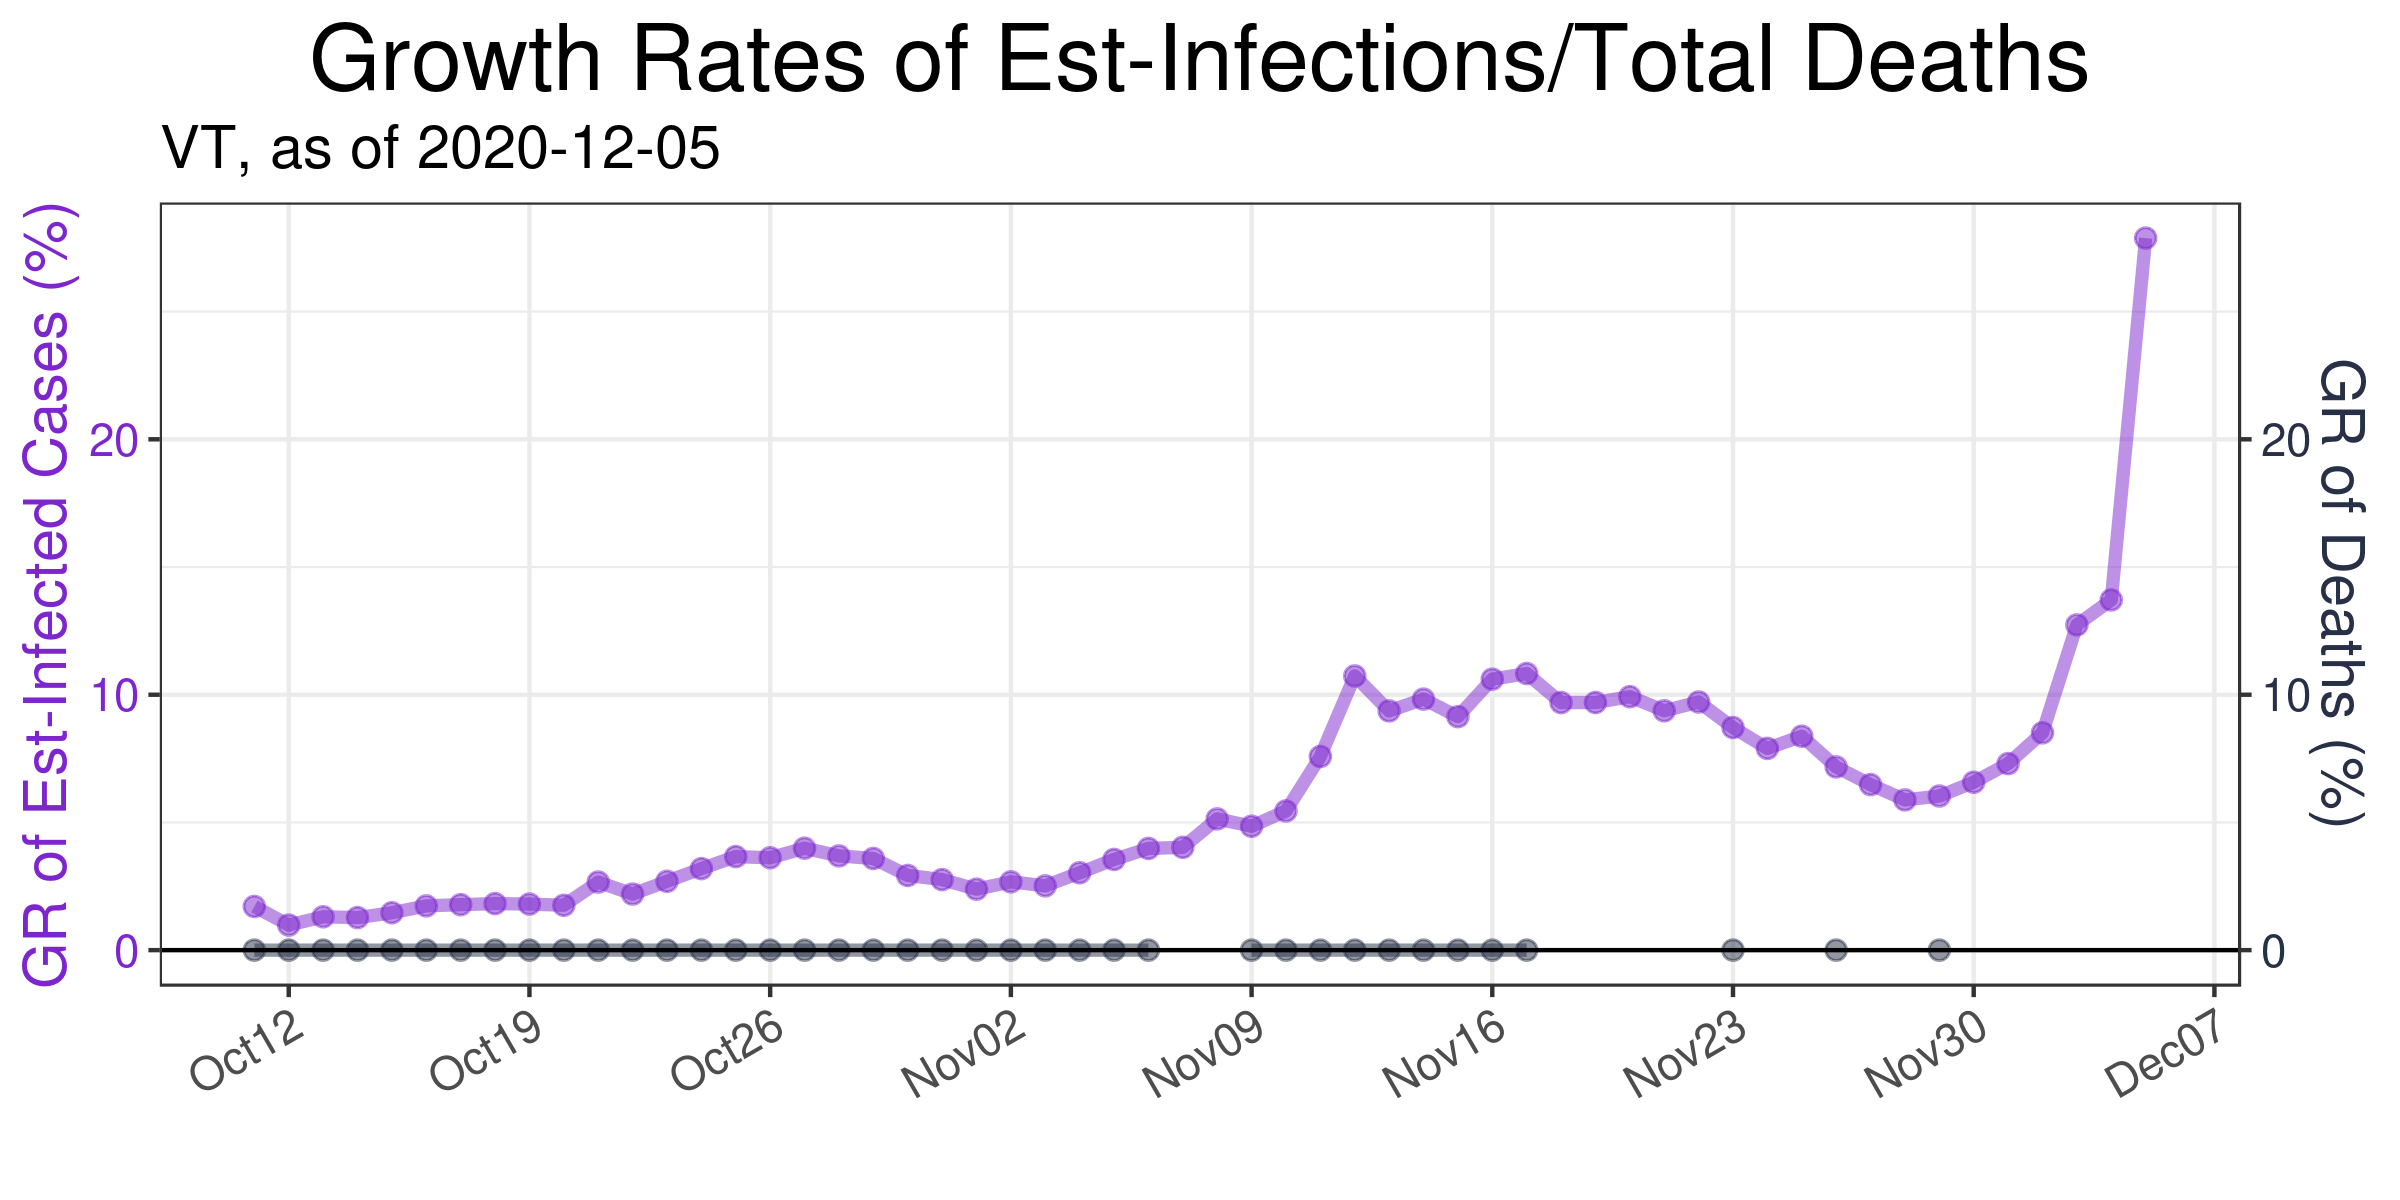 Growth Rates of Est-Infections/Total Deaths
VT, as of 2020-12-05
GR of Est-Infected Cases (%)
20
10
0
20
10
0
GR of Deaths (%)
Oct12
Oct19
Oct26
Nov02
Nov09
Nov16
Nov23
Nov30
Dec07